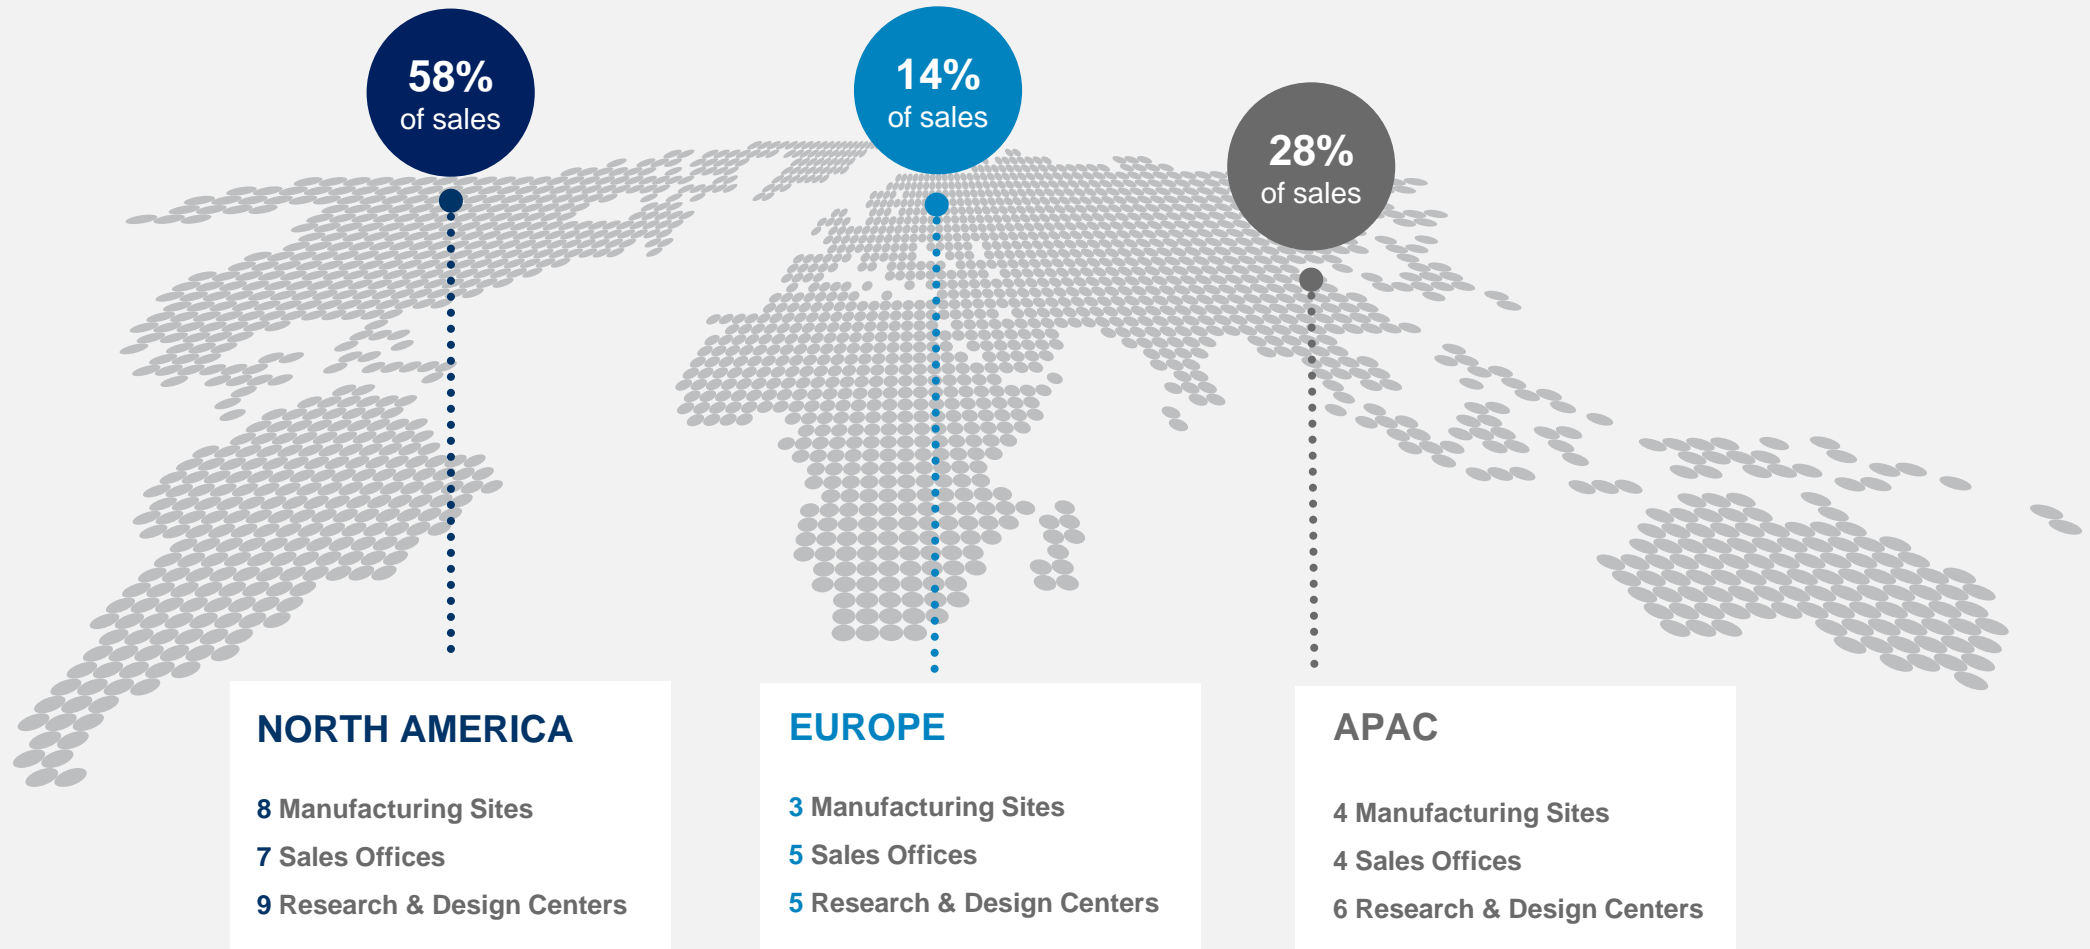 58%
of sales
14%
of sales
28%
of sales
NORTH AMERICA
8 Manufacturing Sites
7 Sales Offices
9 Research & Design Centers
EUROPE
3 Manufacturing Sites
5 Sales Offices
5 Research & Design Centers
APAC
4 Manufacturing Sites
4 Sales Offices
6 Research & Design Centers